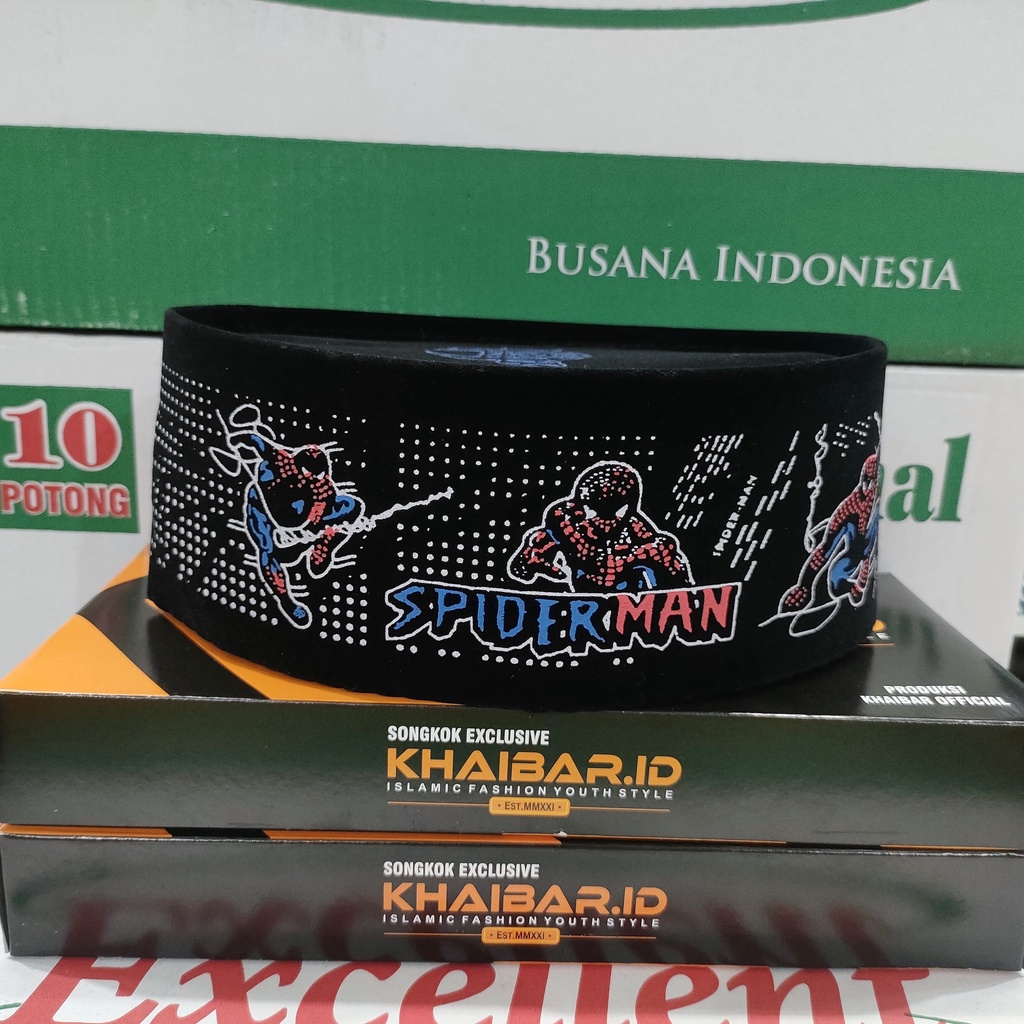 BUSANA INDONESIA
10
POTONG
al
SPIDER-MAN
SPIDERMAN
PRODUKSI
KHAIBAR OFFICIAL
SONGKOK EXCLUSIVE
KHAIBAR.ID
ISLAMIC FASHION YOUTH STYLE
• EST.MMXXI •
SONGKOK EXCLUSIVE
KHAIBAR.ID
ISLAMIC FASHION YOUTH STYLE
• EST.MMXXI •
Excellent